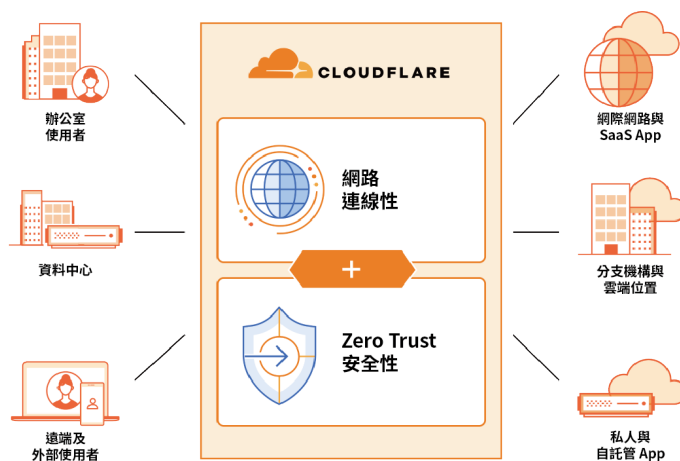 CLOUDFLARE
辦公室
使用者
資料中心
遠端及
外部使用者
網路
連線性
+
Zero Trust
安全性
網際網路與
SaaS App
分支機構與
雲端位置
私人與
自託管 App